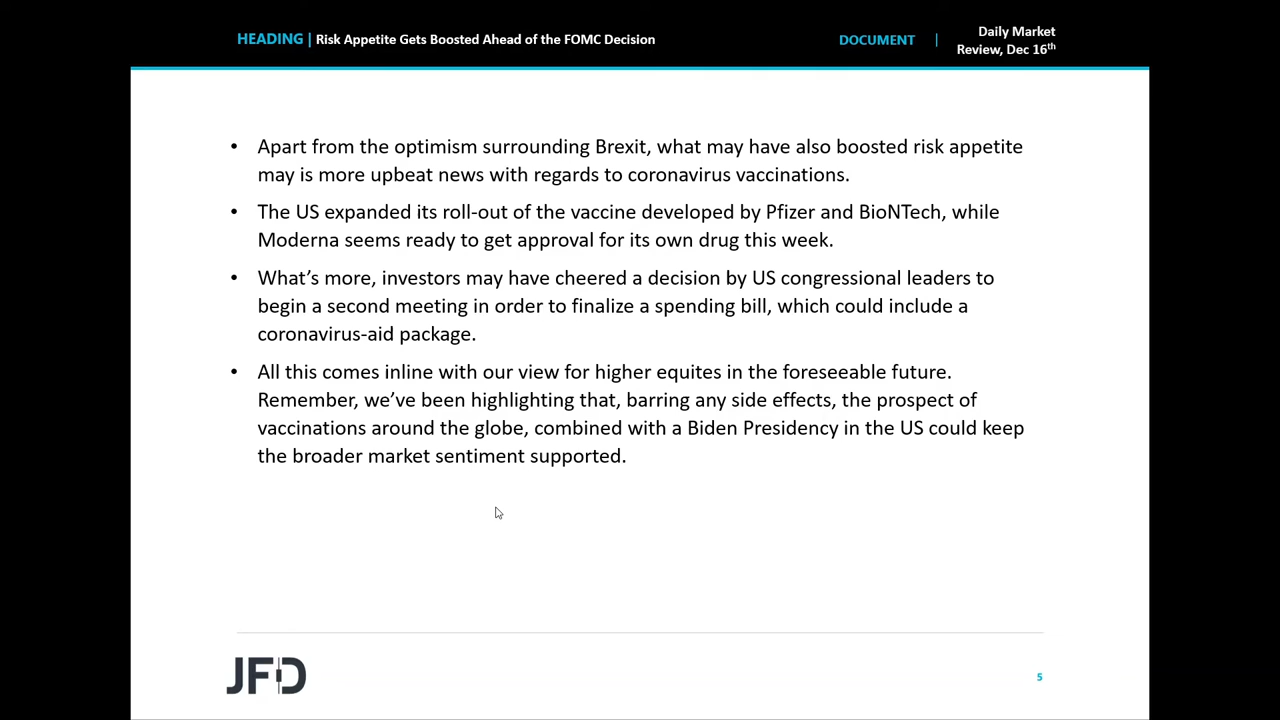 HEADING | Risk Appetite Gets Boosted Ahead of the FOMC Decision
DOCUMENT | Daily Market
Review, Dec 16th
• Apart from the optimism surrounding Brexit, what may have also boosted risk appetite
may is more upbeat news with regards to coronavirus vaccinations.
• The US expanded its roll-out of the vaccine developed by Pfizer and BioNTech, while
Moderna seems ready to get approval for its own drug this week.
• What’s more, investors may have cheered a decision by US congressional leaders to
begin a second meeting in order to finalize a spending bill, which could include a
coronavirus-aid package.
• All this comes inline with our view for higher equites in the foreseeable future.
Remember, we’ve been highlighting that, barring any side effects, the prospect of
vaccinations around the globe, combined with a Biden Presidency in the US could keep
the broader market sentiment supported.
JFD
5